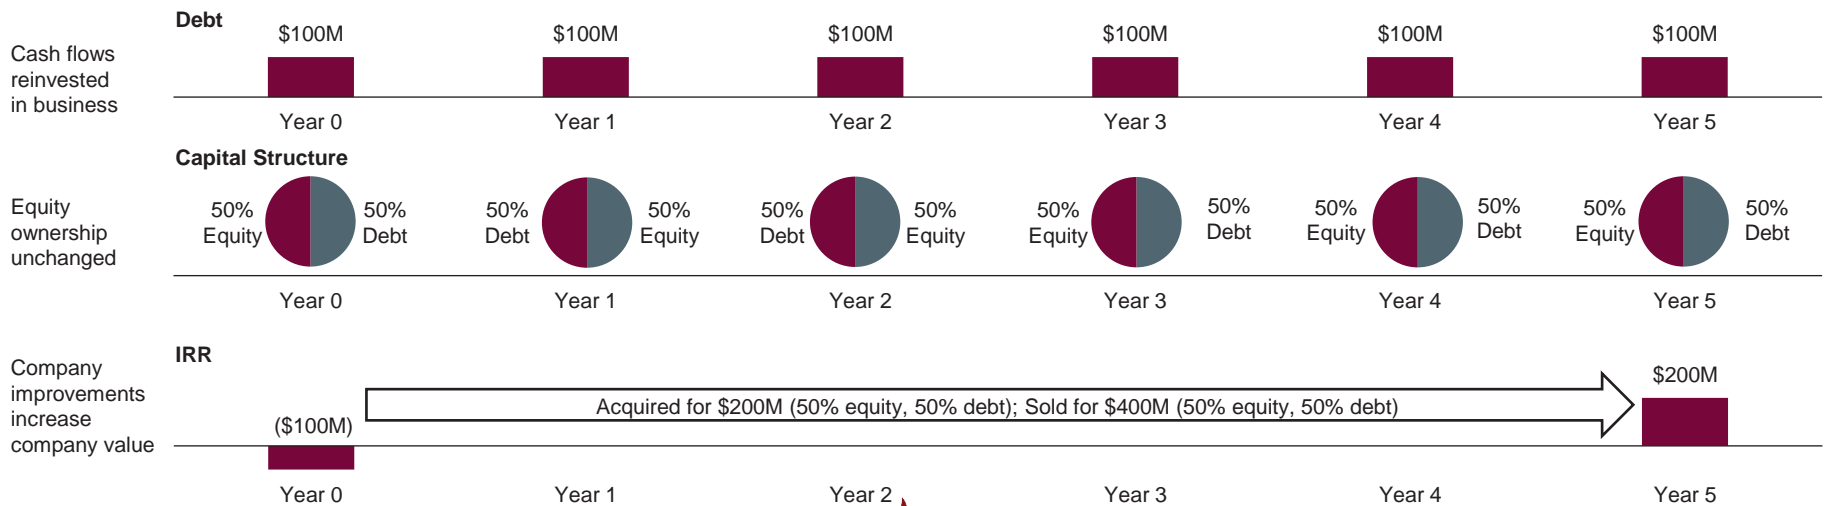 Debt
Cash flows
reinvested
in business
$100M $100M $100M $100M $100M $100M
Year 0 Year 1 Year 2 Year 3 Year 4 Year 5
Capital Structure
Equity
ownership
unchanged
50% Equity 50% Debt 50% Debt 50% Equity 50% Debt 50% Equity 50% Equity 50% Debt 50% Equity 50% Debt 50% Equity 50% Debt
Year 0 Year 1 Year 2 Year 3 Year 4 Year 5
IRR
Company
improvements
increase
company value
($100M)
Acquired for $200M (50% equity, 50% debt); Sold for $400M (50% equity, 50% debt)
$200M
Year 0 Year 1 Year 2 Year 3 Year 4 Year 5